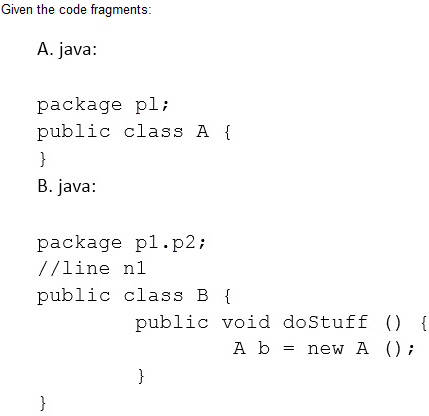 Given the code fragments:
A. java:
package p1;
public class A {
}
B. java:
package p1.p2;
//line n1
public class B {
public void doStuff () {
A b = new A ();
}
}